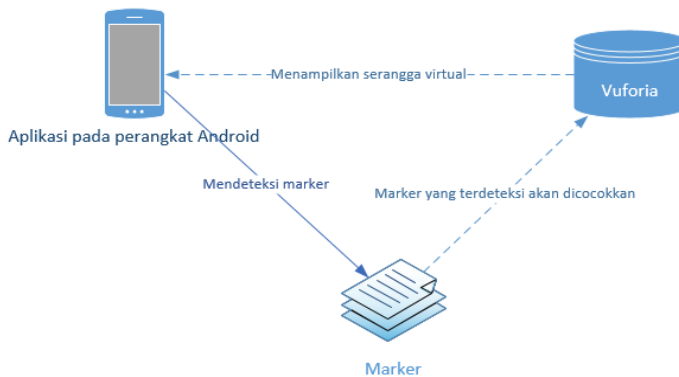 Menampilkan serangga virtual
Vuforia
Aplikasi pada perangkat Android
Mendeteksi marker
Marker yang terdeteksi akan dicocokkan
Marker